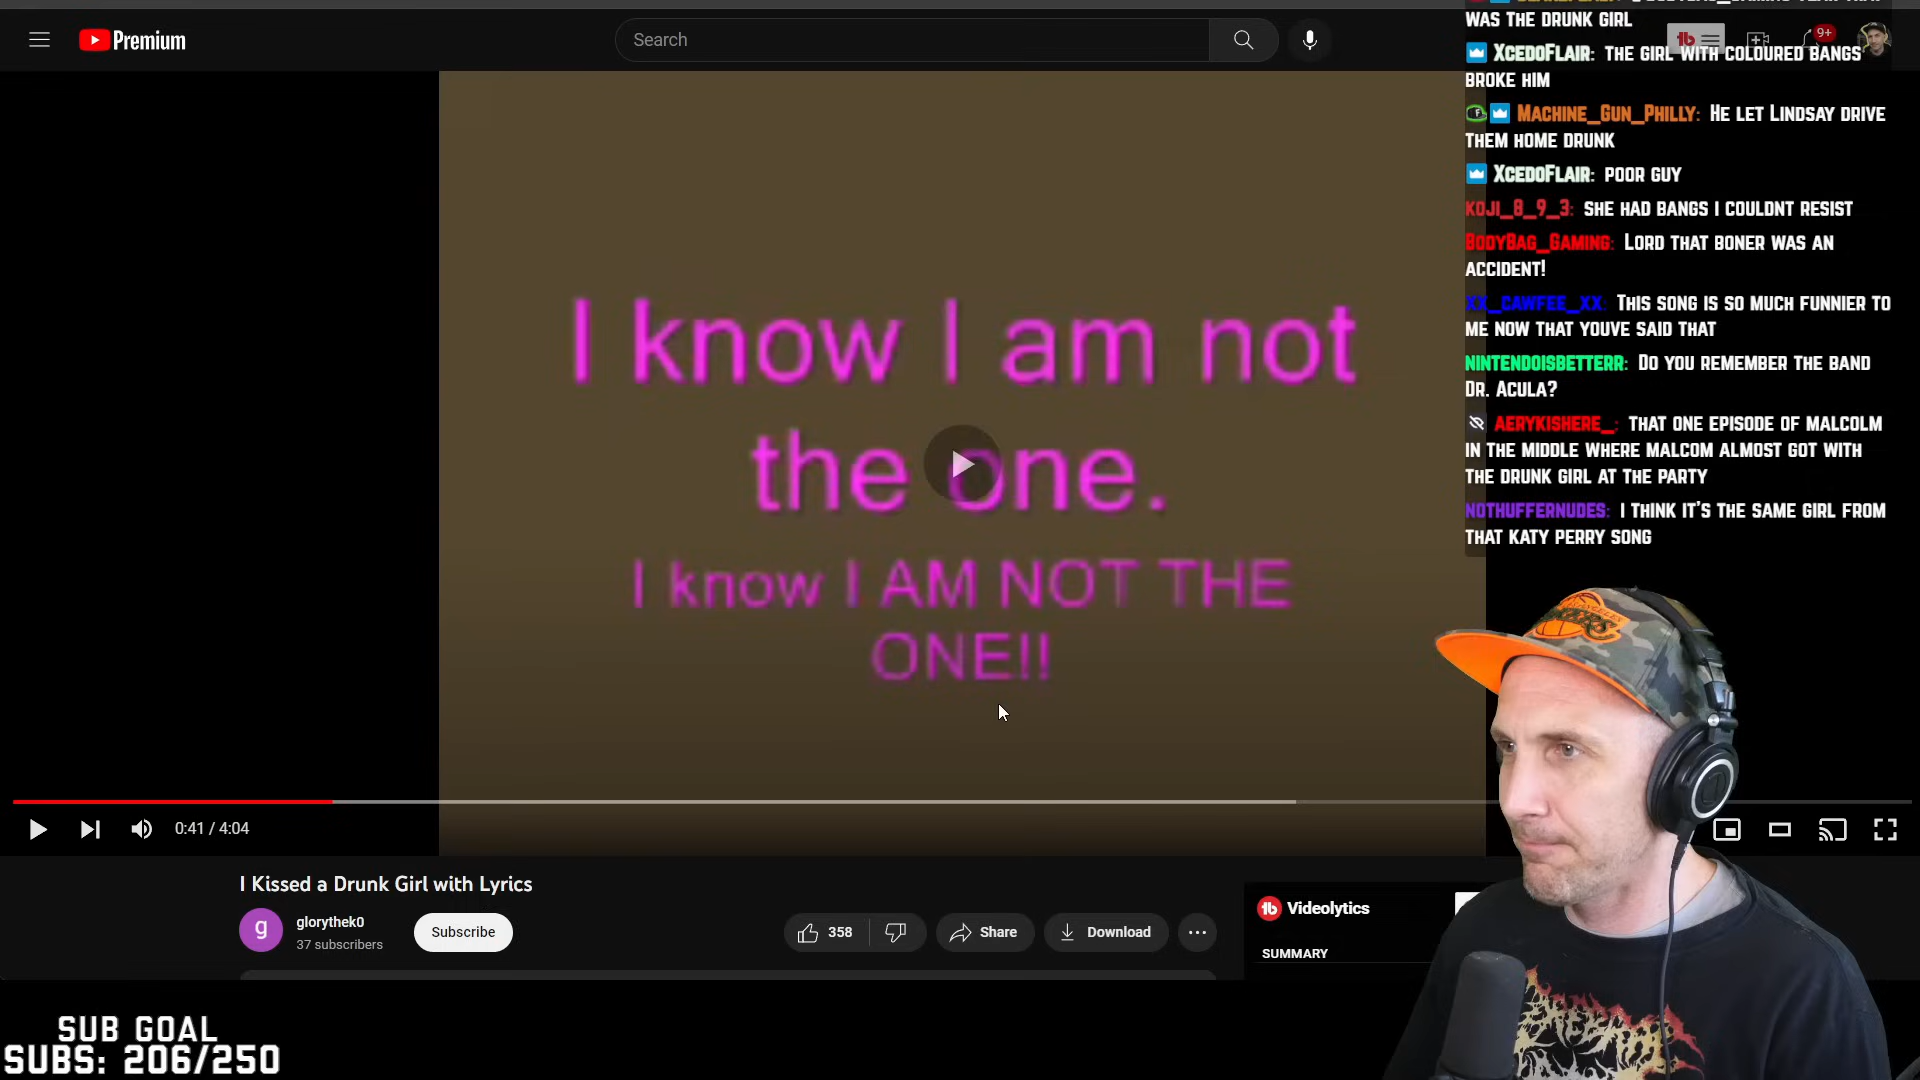 Premium
Search
9+
I know I am not
the one.
I know I AM NOT THE
ONE!!
0:41 / 4:04
I Kissed a Drunk Girl with Lyrics
g
glorythek0
37 subscribers
Subscribe
358
Share
Download
Videolytics
SUMMARY
SUB GOAL
SUBS: 206/250
WAS THE DRUNK GIRL
XcedoFlair: THE GIRL WITH COLOURED BANGS
BROKE HIM
Machine_Gun_Philly: He let Lindsay drive
them home drunk
XcedoFlair: POOR GUY
KOJI_8_9_3: SHE HAD BANGS I COULDNT RESIST
BodyBag_Gaming: Lord that boner was an
accident!
XX_CAWFEE_XX: This song is so much funnier to
me now that youve said that
NINTENDOISBETTERR: Do you remember the band
Dr. Acula?
AERYKISHERE_: that one episode of malcolm
in the middle where malcom almost got with
the drunk girl at the party
NOTHUFFERNUDES: I think it's the same girl from
that Katy Perry song